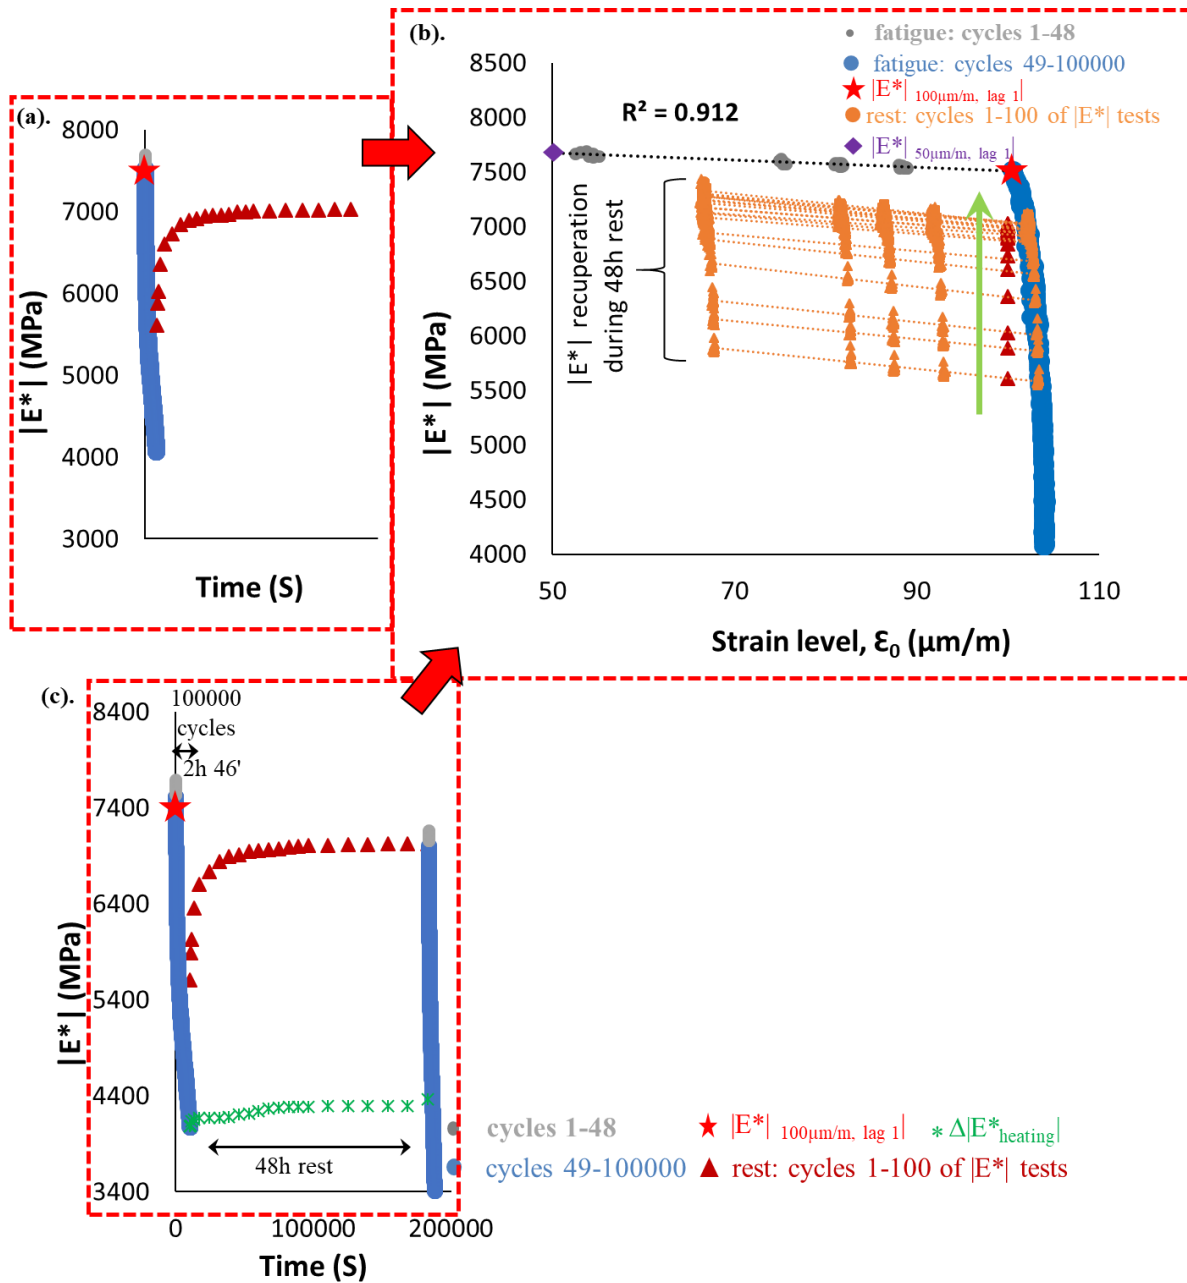 (a).
8000
7000
6000
5000
4000
3000
|E*| (MPa)
Time (S)
(b).
fatigue: cycles 1-48
fatigue: cycles 49-100000
|E*| 100μm/m, lag 1|
rest: cycles 1-100 of |E*| tests
|E*| 50μm/m, lag 1|
R² = 0.912
8500
8000
7500
7000
6500
6000
5500
5000
4500
4000
|E*| (MPa)
|E*| recuperation
during 48h rest
50
70
90
110
Strain level, Ɛ0 (μm/m)
(c).
100000
cycles
2h 46'
8400
7400
6400
5400
4400
3400
|E*| (MPa)
48h rest
0
100000
200000
Time (S)
cycles 1-48
cycles 49-100000
|E*| 100μm/m, lag 1|
Δ|E*heating|
rest: cycles 1-100 of |E*| tests